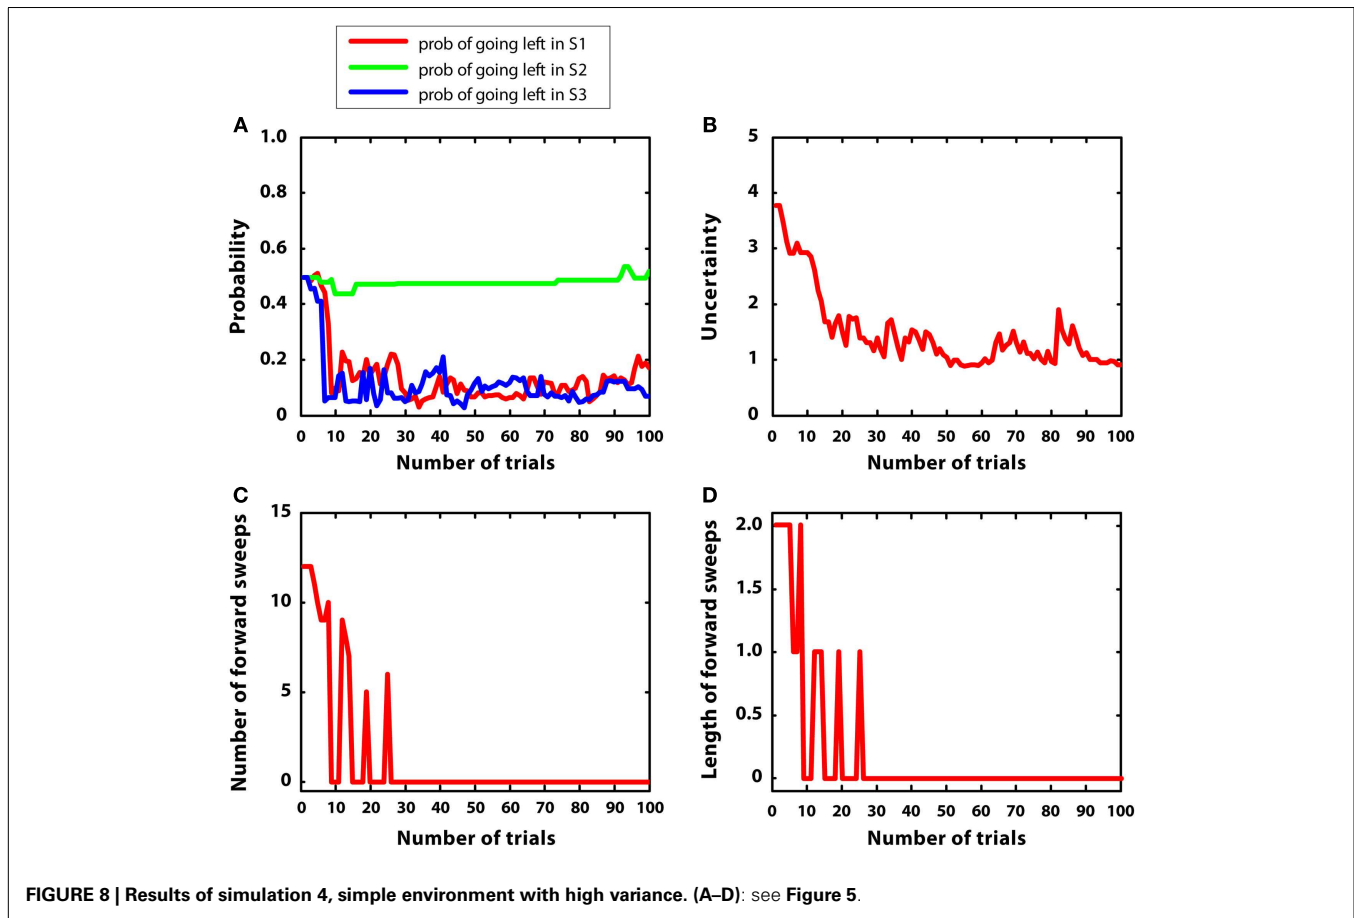 prob of going left in S1
prob of going left in S2
prob of going left in S3
A
1.0
0.8
0.6
0.4
0.2
0
Probability
0 10 20 30 40 50 60 70 80 90 100
Number of trials
B
5
4
3
2
1
0
Uncertainty
0 10 20 30 40 50 60 70 80 90 100
Number of trials
C
15
10
5
0
Number of forward sweeps
0 10 20 30 40 50 60 70 80 90 100
Number of trials
D
2.0
1.5
1.0
0.5
0
Length of forward sweeps
0 10 20 30 40 50 60 70 80 90 100
Number of trials
FIGURE 8 | Results of simulation 4, simple environment with high variance. (A–D): see Figure 5.